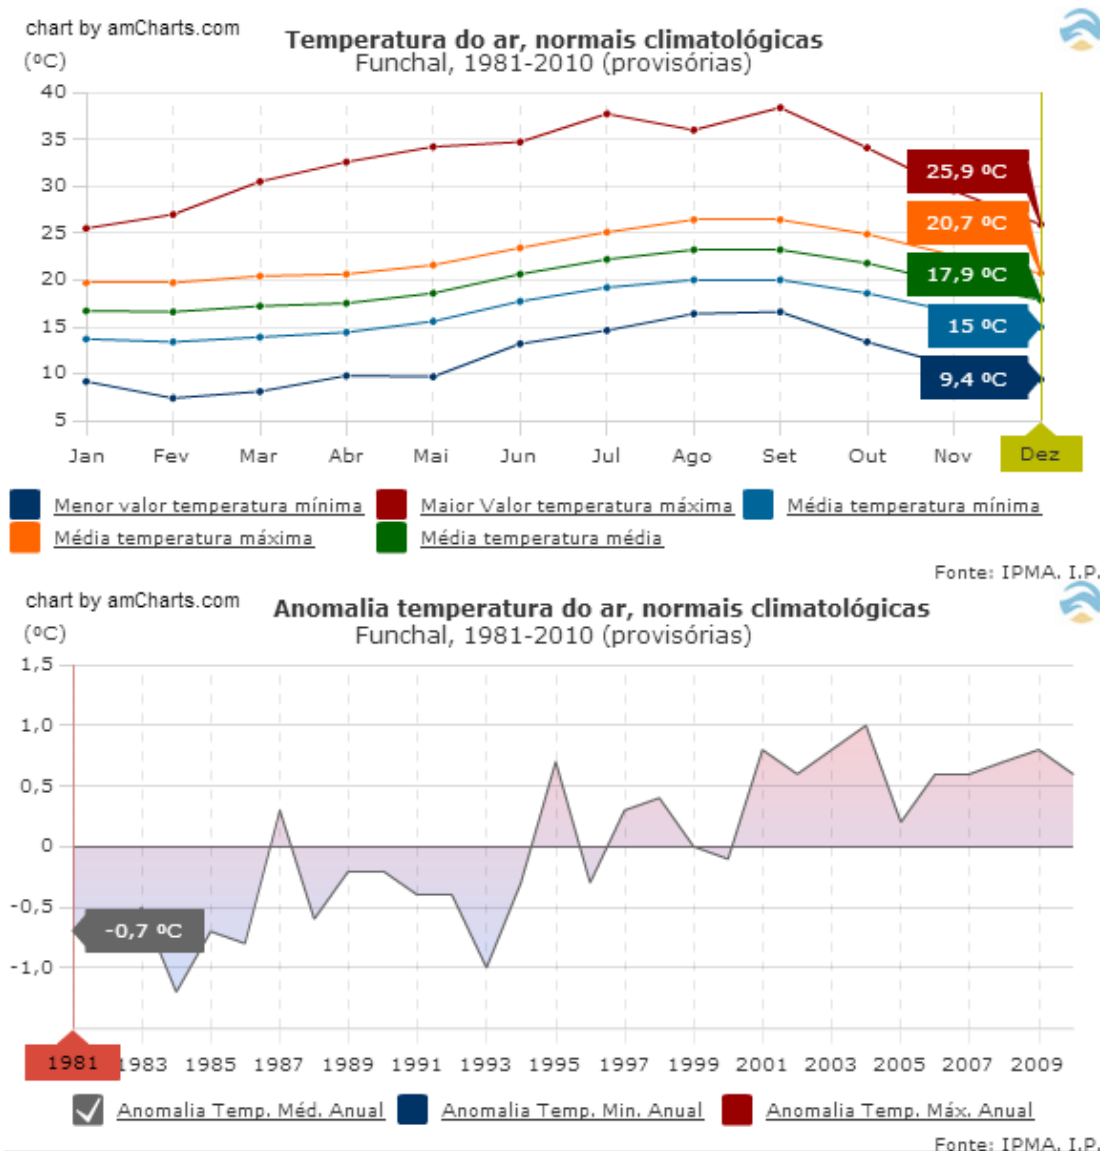 chart by amCharts.com
Temperatura do ar, normais climatológicas
(ºC)
Funchal, 1981-2010 (provisórias)
40
35
30
25
20
15
10
5
25,9 ºC
20,7 ºC
17,9 ºC
15 ºC
9,4 ºC
Jan Fev Mar Abr Mai Jun Jul Ago Set Out Nov Dez
Menor valor temperatura mínima Maior Valor temperatura máxima Média temperatura mínima
Média temperatura máxima Média temperatura média
Fonte: IPMA, I.P.
chart by amCharts.com
Anomalia temperatura do ar, normais climatológicas
(ºC)
Funchal, 1981-2010 (provisórias)
1,5
1,0
0,5
0
-0,5
-1,0
-0,7 ºC
1981 1983 1985 1987 1989 1991 1993 1995 1997 1999 2001 2003 2005 2007 2009
Anomalia Temp. Méd. Anual Anomalia Temp. Min. Anual Anomalia Temp. Máx. Anual
Fonte: IPMA, I.P.